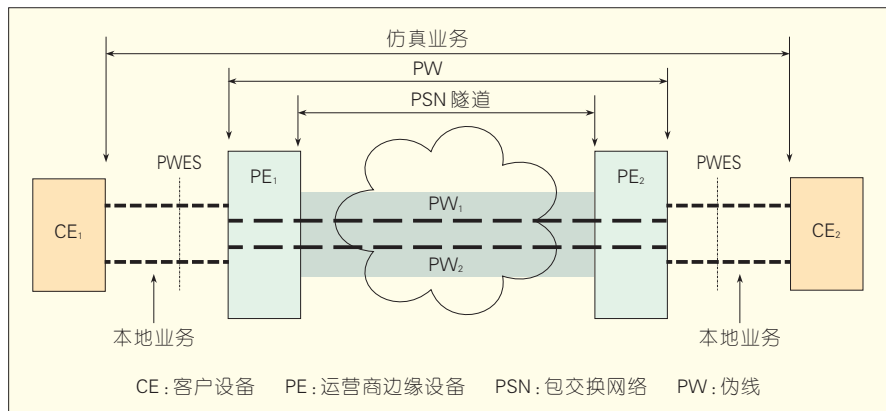 仿真业务
PW
PSN 隧道
PWES
PWES
PE₁
PE₂
PW₁
CE₁
CE₂
PW₂
本地业务
本地业务
CE:客户设备 PE:运营商边缘设备 PSN:包交换网络 PW:伪线